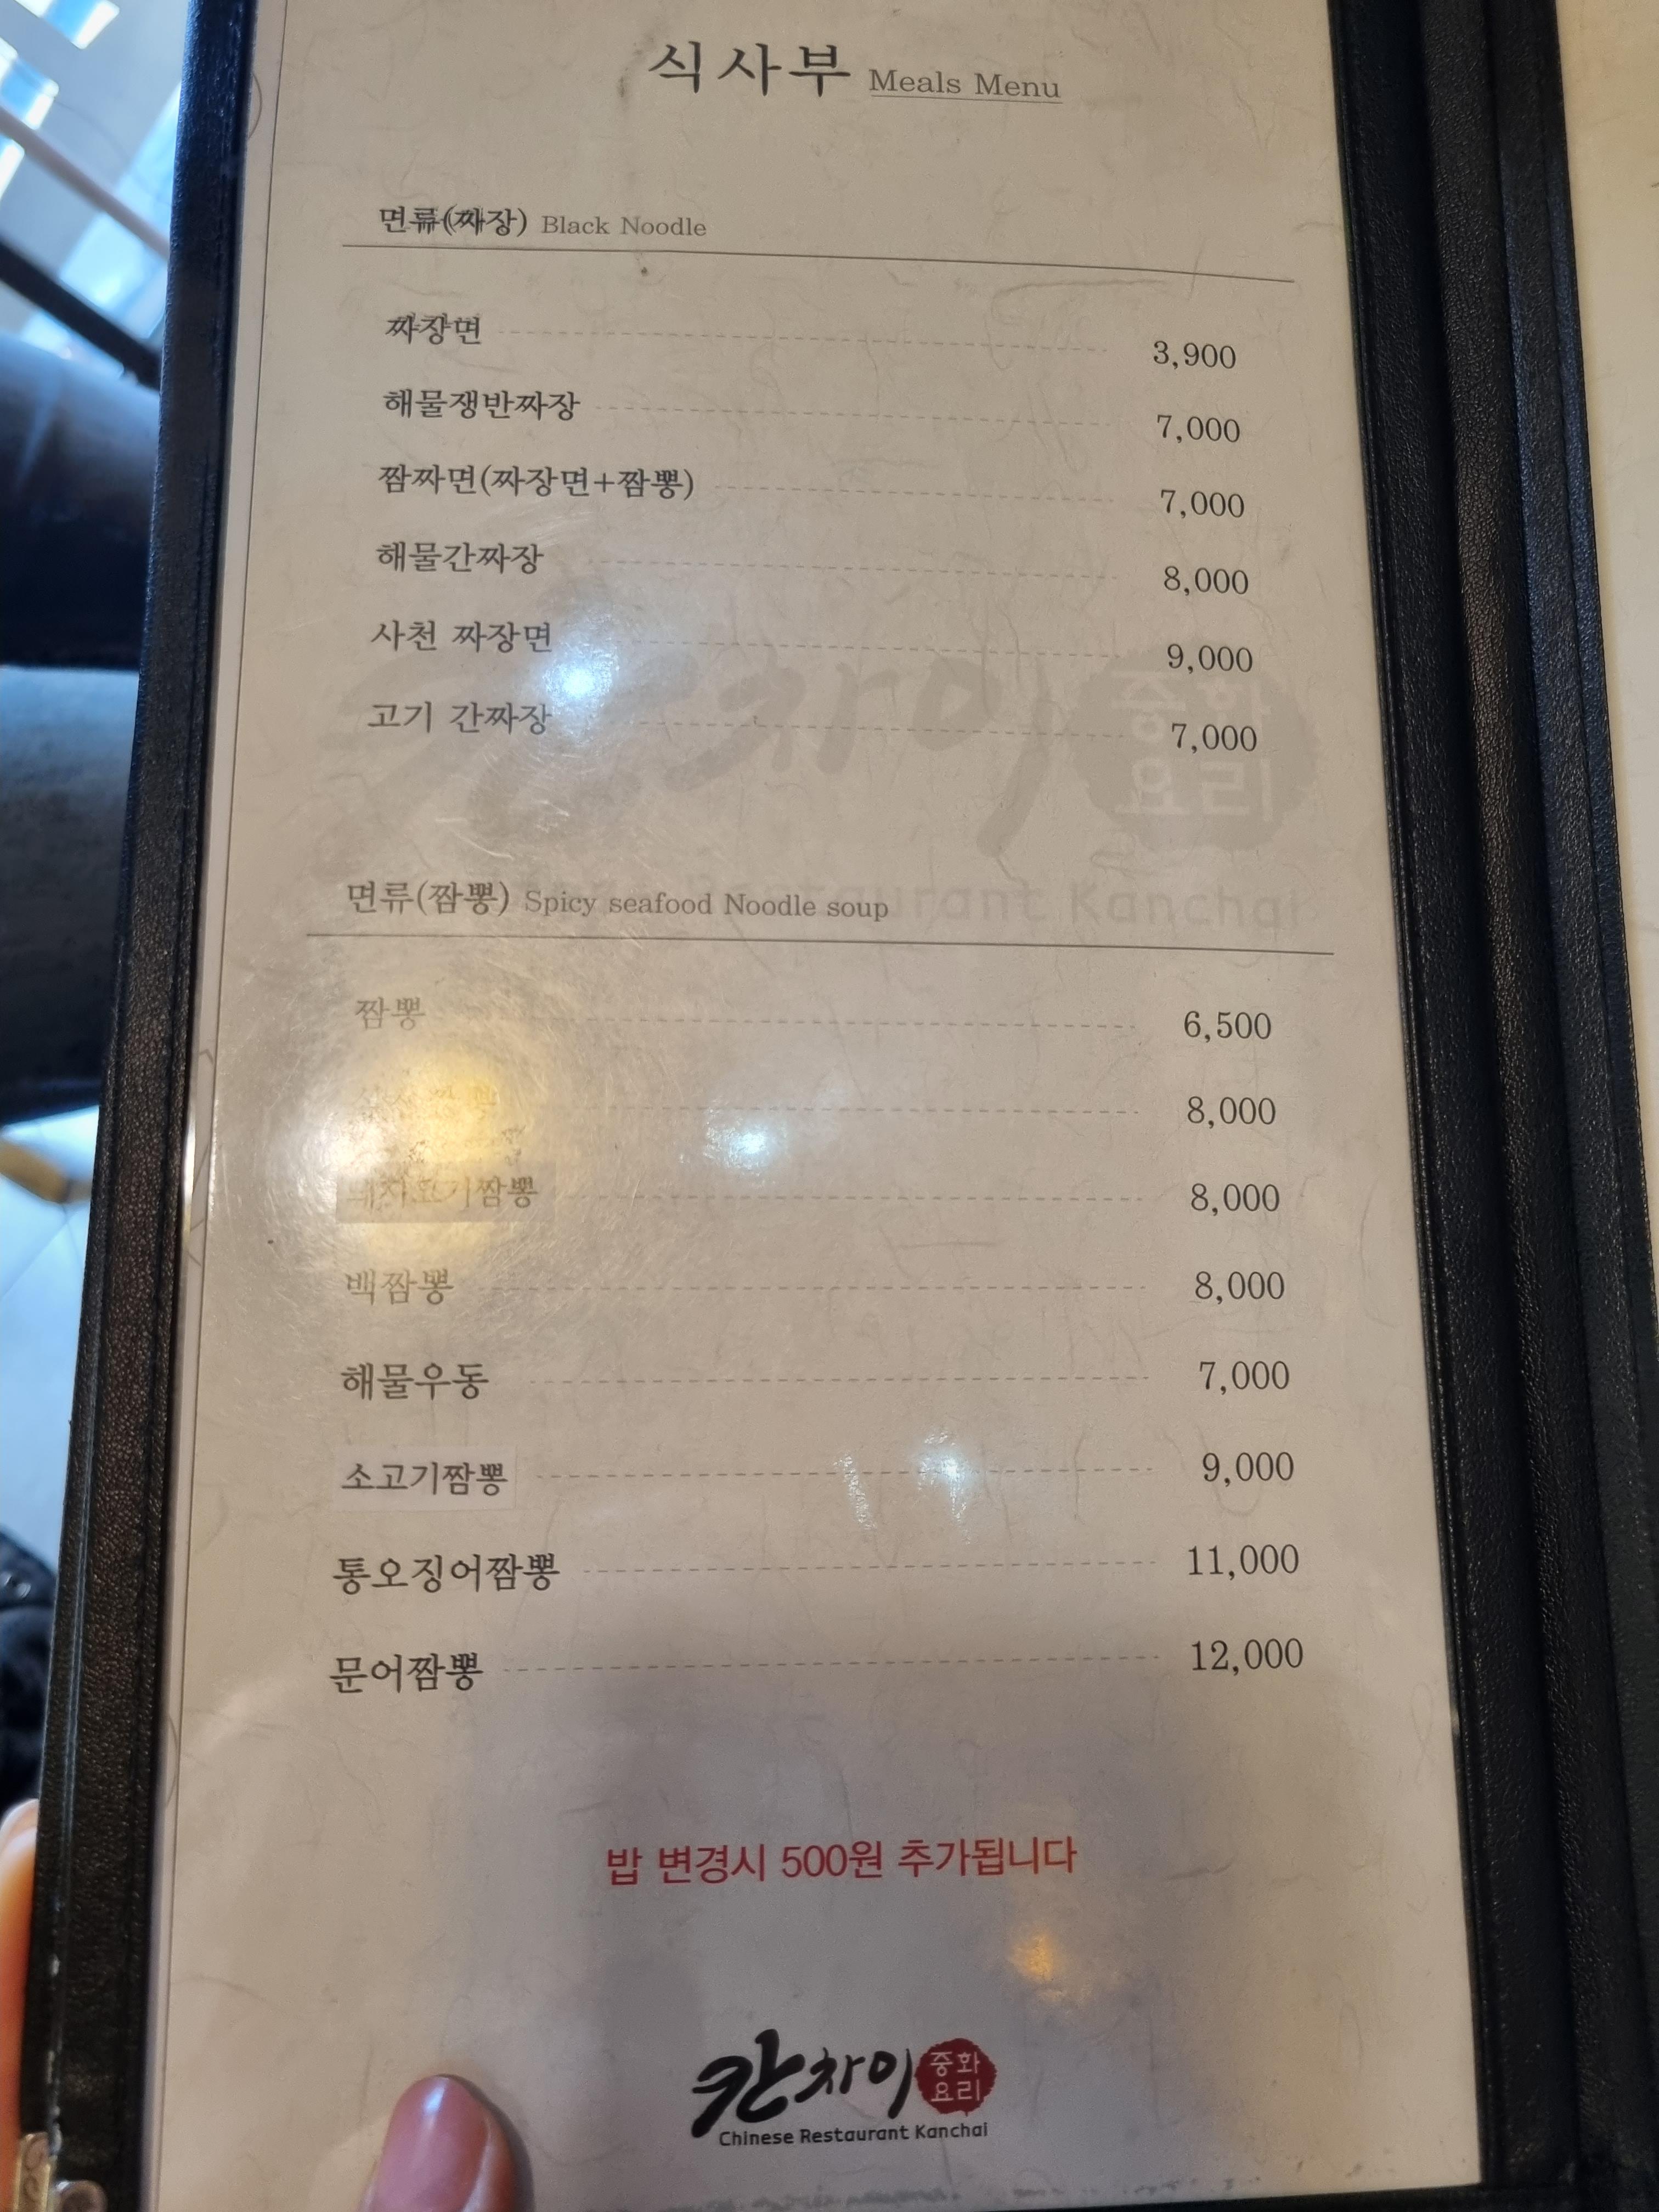 식사부 Meals Menu
면류(짜장) Black Noodle
짜장면 3,900
해물쟁반짜장 7,000
짬짜면(짜장면+짬뽕) 7,000
해물간짜장 8,000
사천 짜장면 9,000
고기 간짜장 7,000
면류(짬뽕) Spicy seafood Noodle soup
짬뽕 6,500
8,000
돼지고기짬뽕 8,000
백짬뽕 8,000
해물우동 7,000
소고기짬뽕 9,000
통오징어짬뽕 11,000
문어짬뽕 12,000
밥 변경시 500원 추가됩니다
칸차이 중화요리
Chinese Restaurant Kanchai